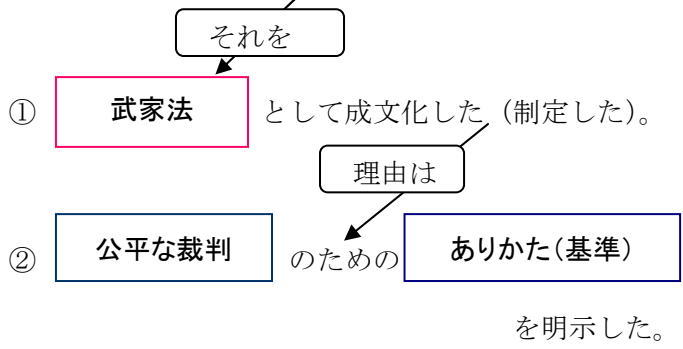 それを
① 武家法 として成文化した（制定した）。
理由は
② 公平な裁判 のための ありかた（基準）
を明示した。